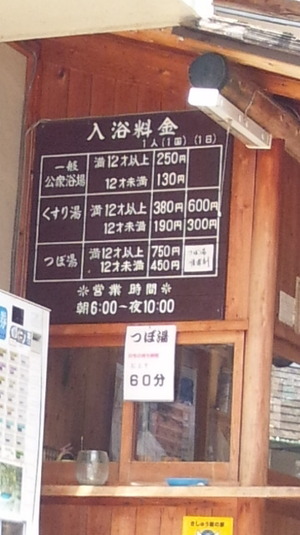 入浴料金
1人(1回) (1日)
一般
公衆浴場
満12才以上 250円
12才未満 130円
くすり湯
満12才以上 380円 600円
12才未満 190円 300円
つぼ湯
満12才以上 750円
12才未満 450円
※営業時間※
朝6:00〜夜10:00
つぼ湯
60分